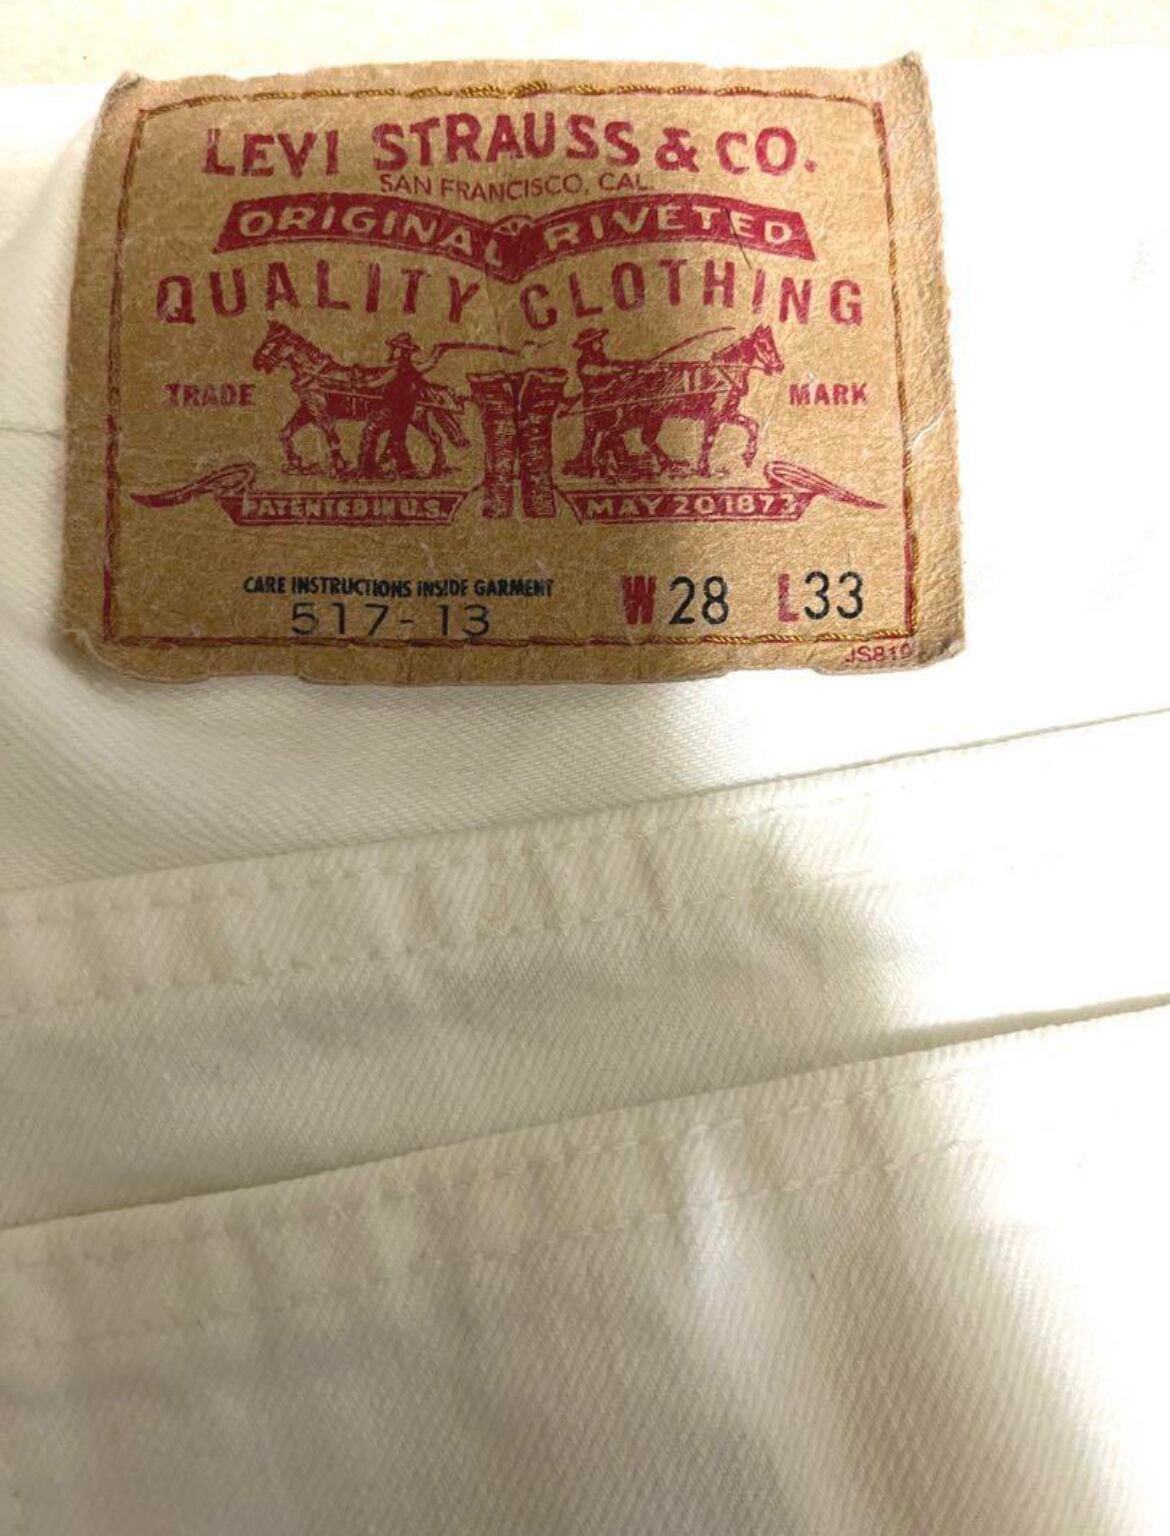 LEVI STRAUSS & CO.
SAN FRANCISCO, CAL.
ORIGINAL RIVETED
QUALITY CLOTHING
TRADE MARK
PATENTED IN U.S. MAY 20 1873
CARE INSTRUCTIONS INSIDE GARMENT
517-13 W 28 L 33